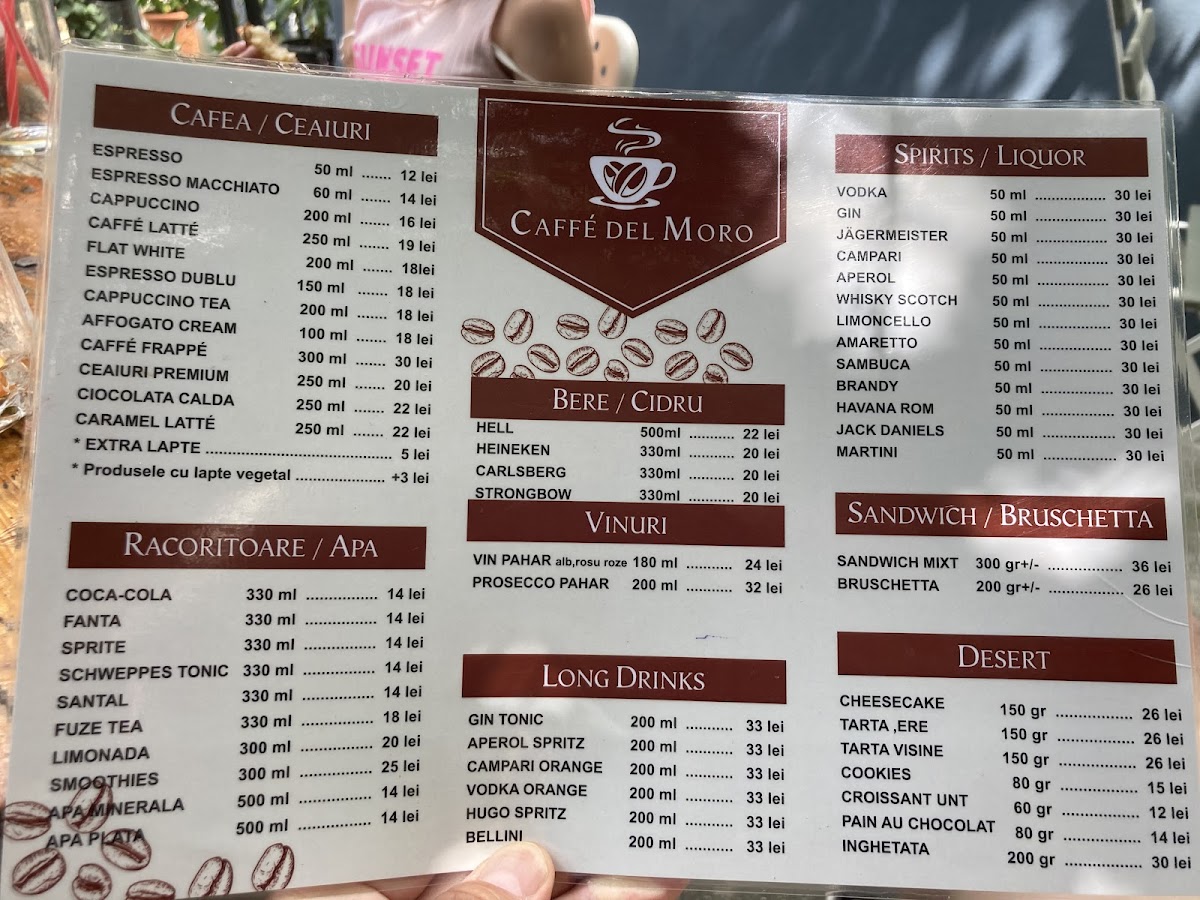 SUNSET
CAFEA / CEAIURI
ESPRESSO 50 ml ....... 12 lei
ESPRESSO MACCHIATO 60 ml ....... 14 lei
CAPPUCCINO 200 ml ....... 16 lei
CAFFÉ LATTÉ 250 ml ....... 19 lei
FLAT WHITE 200 ml ....... 18lei
ESPRESSO DUBLU 150 ml ....... 18 lei
CAPPUCCINO TEA 200 ml ....... 18 lei
AFFOGATO CREAM 100 ml ....... 18 lei
CAFFÉ FRAPPÉ 300 ml ....... 30 lei
CEAIURI PREMIUM 250 ml ....... 20 lei
CIOCOLATA CALDA 250 ml ....... 22 lei
CARAMEL LATTÉ 250 ml ....... 22 lei
* EXTRA LAPTE .......................................... 5 lei
* Produsele cu lapte vegetal ..................... +3 lei
RACORITOARE / APA
COCA-COLA 330 ml ................. 14 lei
FANTA 330 ml ................. 14 lei
SPRITE 330 ml ................. 14 lei
SCHWEPPES TONIC 330 ml ................. 14 lei
SANTAL 330 ml ................. 14 lei
FUZE TEA 330 ml ................. 18 lei
LIMONADA 300 ml ................. 20 lei
SMOOTHIES 300 ml ................. 25 lei
APA MINERALA 500 ml ................. 14 lei
APA PLATA 500 ml ................. 14 lei
CAFFÉ DEL MORO
BERE / CIDRU
HELL 500ml ........... 22 lei
HEINEKEN 330ml ........... 20 lei
CARLSBERG 330ml ........... 20 lei
STRONGBOW 330ml ........... 20 lei
VINURI
VIN PAHAR alb,rosu roze 180 ml ........... 24 lei
PROSECCO PAHAR 200 ml ........... 32 lei
LONG DRINKS
GIN TONIC 200 ml ........... 33 lei
APEROL SPRITZ 200 ml ........... 33 lei
CAMPARI ORANGE 200 ml ........... 33 lei
VODKA ORANGE 200 ml ........... 33 lei
HUGO SPRITZ 200 ml ........... 33 lei
BELLINI 200 ml ........... 33 lei
SPIRITS / LIQUOR
VODKA 50 ml ................. 30 lei
GIN 50 ml ................. 30 lei
JÄGERMEISTER 50 ml ................. 30 lei
CAMPARI 50 ml ................. 30 lei
APEROL 50 ml ................. 30 lei
WHISKY SCOTCH 50 ml ................. 30 lei
LIMONCELLO 50 ml ................. 30 lei
AMARETTO 50 ml ................. 30 lei
SAMBUCA 50 ml ................. 30 lei
BRANDY 50 ml ................. 30 lei
HAVANA ROM 50 ml ................. 30 lei
JACK DANIELS 50 ml ................. 30 lei
MARTINI 50 ml ................. 30 lei
SANDWICH / BRUSCHETTA
SANDWICH MIXT 300 gr+/- .................. 36 lei
BRUSCHETTA 200 gr+/- .................. 26 lei
DESERT
CHEESECAKE 150 gr .................. 26 lei
TARTA ,ERE 150 gr .................. 26 lei
TARTA VISINE 150 gr .................. 26 lei
COOKIES 80 gr .................. 15 lei
CROISSANT UNT 60 gr .................. 12 lei
PAIN AU CHOCOLAT 80 gr .................. 14 lei
INGHETATA 200 gr .................. 30 lei